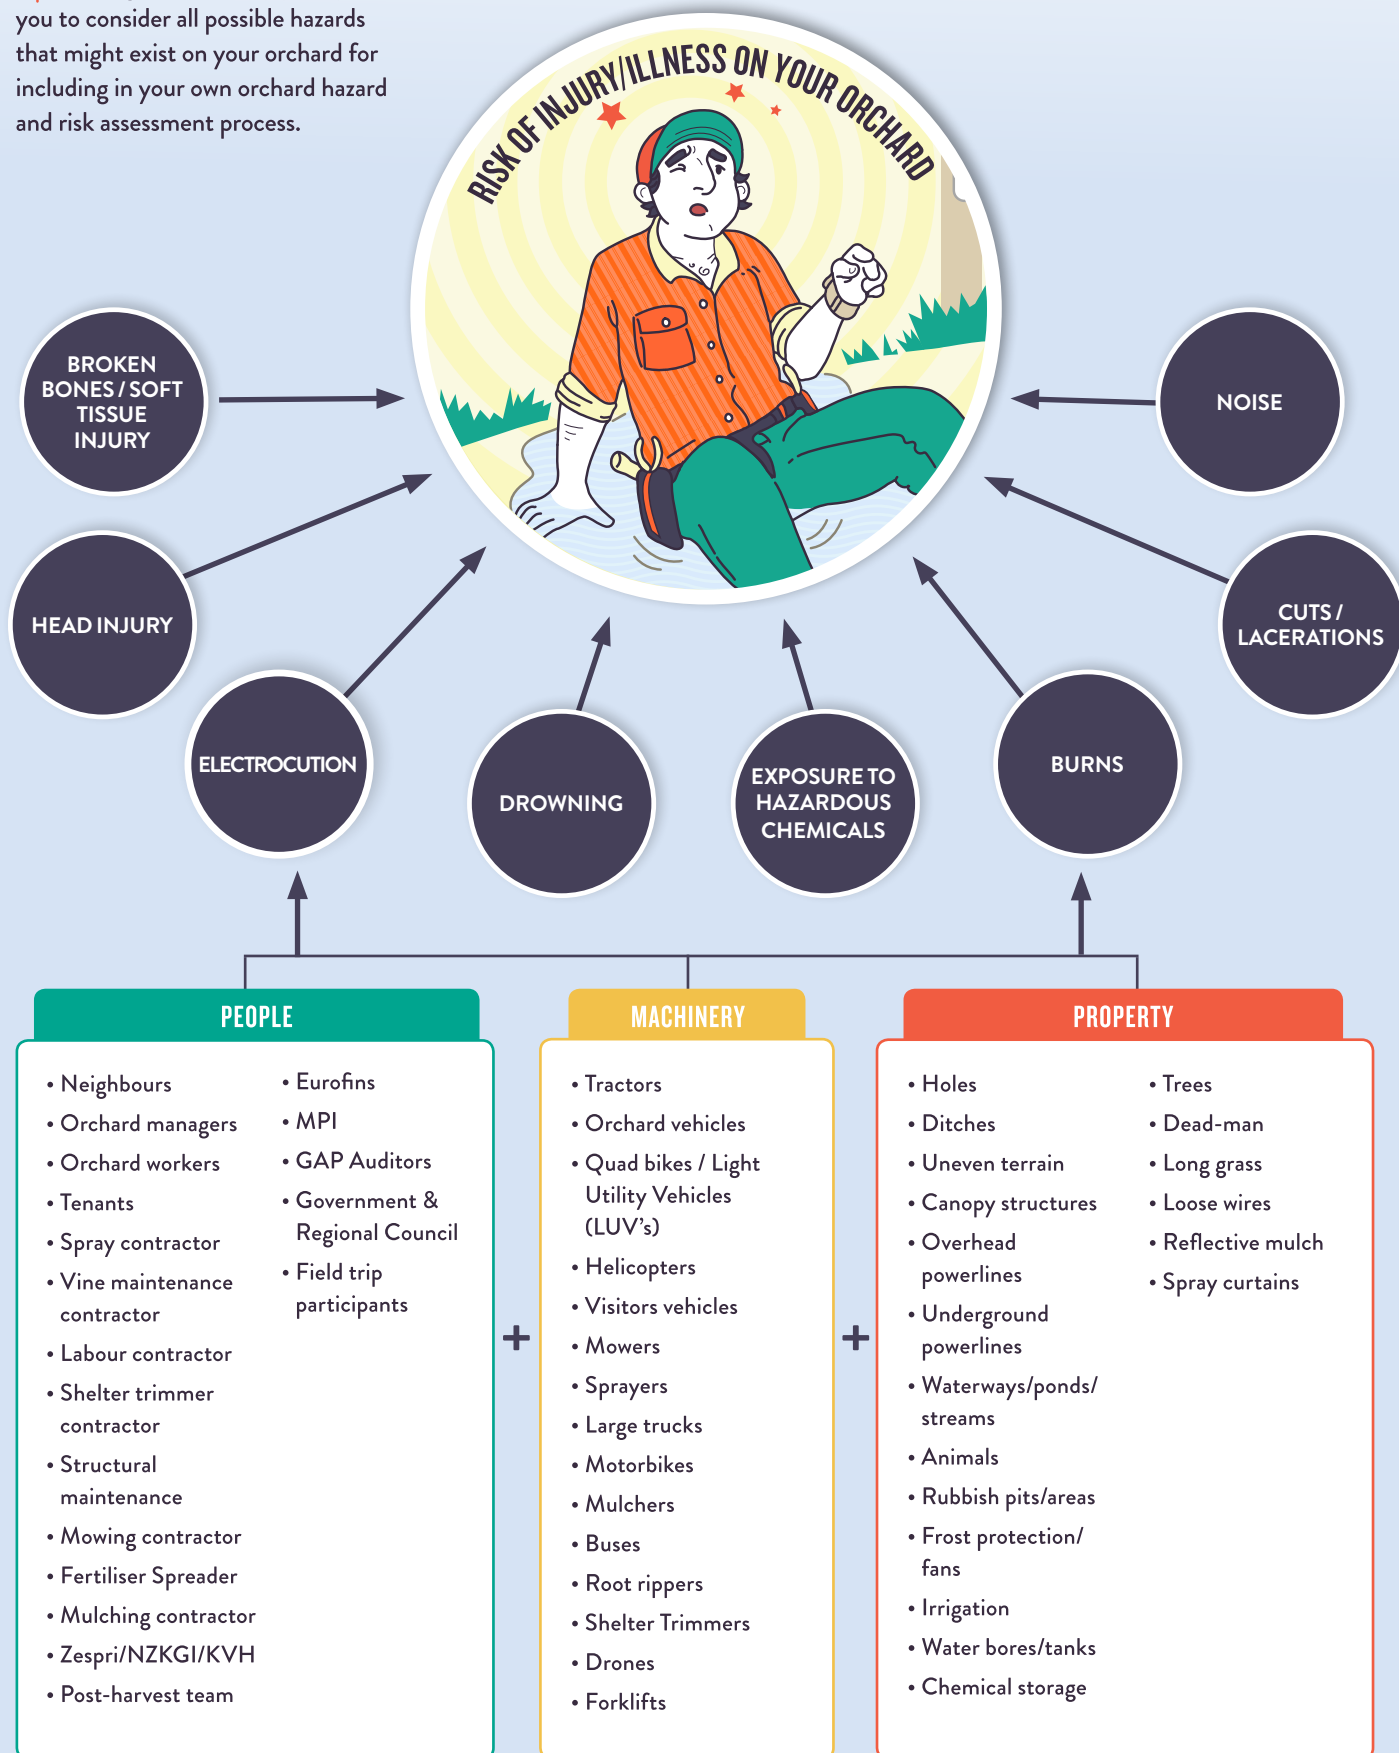 you to consider all possible hazards
that might exist on your orchard for
including in your own orchard hazard
and risk assessment process.
RISK OF INJURY/ILLNESS ON YOUR ORCHARD
BROKEN
BONES / SOFT
TISSUE
INJURY
NOISE
HEAD INJURY
CUTS /
LACERATIONS
ELECTROCUTION
DROWNING
EXPOSURE TO
HAZARDOUS
CHEMICALS
BURNS
PEOPLE
• Neighbours
• Orchard managers
• Orchard workers
• Tenants
• Spray contractor
• Vine maintenance
contractor
• Labour contractor
• Shelter trimmer
contractor
• Structural
maintenance
• Mowing contractor
• Fertiliser Spreader
• Mulching contractor
• Zespri/NZKGI/KVH
• Post-harvest team
• Eurofins
• MPI
• GAP Auditors
• Government &
Regional Council
• Field trip
participants
+
MACHINERY
• Tractors
• Orchard vehicles
• Quad bikes / Light
Utility Vehicles
(LUV’s)
• Helicopters
• Visitors vehicles
• Mowers
• Sprayers
• Large trucks
• Motorbikes
• Mulchers
• Buses
• Root rippers
• Shelter Trimmers
• Drones
• Forklifts
+
PROPERTY
• Holes
• Ditches
• Uneven terrain
• Canopy structures
• Overhead
powerlines
• Underground
powerlines
• Waterways/ponds/
streams
• Animals
• Rubbish pits/areas
• Frost protection/
fans
• Irrigation
• Water bores/tanks
• Chemical storage
• Trees
• Dead-man
• Long grass
• Loose wires
• Reflective mulch
• Spray curtains